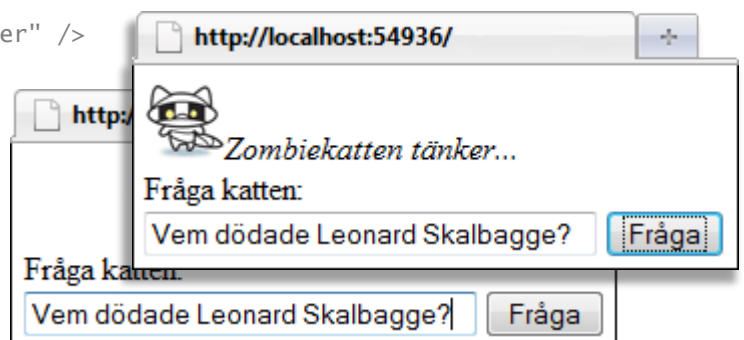 er" />
http://localhost:54936/
Zombiekatten tänker...
Fråga katten:
Vem dödade Leonard Skalbagge? Fråga
http:/
Fråga katten:
Vem dödade Leonard Skalbagge? Fråga